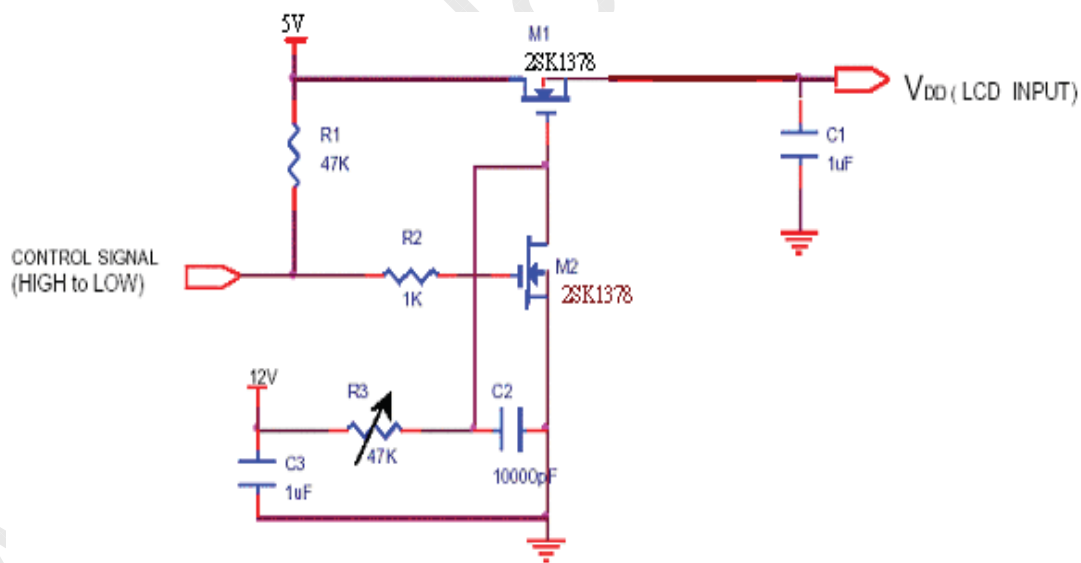 5V
M1
2SK1378
VDD ( LCD INPUT)
R1
47K
C1
1uF
CONTROL SIGNAL
(HIGH to LOW)
R2
1K
M2
2SK1378
12V
R3
47K
C2
10000pF
C3
1uF